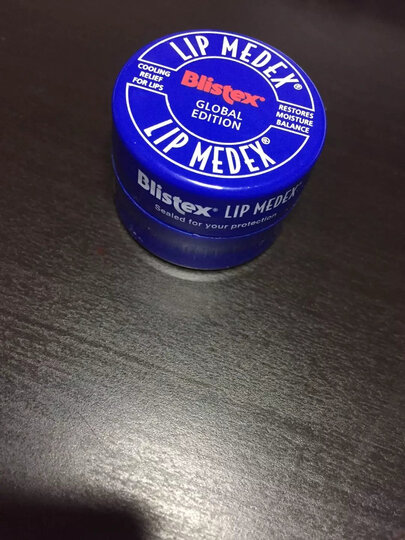 LIP MEDEX®
COOLING
RELIEF
FOR LIPS
Blistex®
GLOBAL
EDITION
RESTORES
MOISTURE
BALANCE
LIP MEDEX®
Blistex® LIP MEDEX®
Sealed for your protection